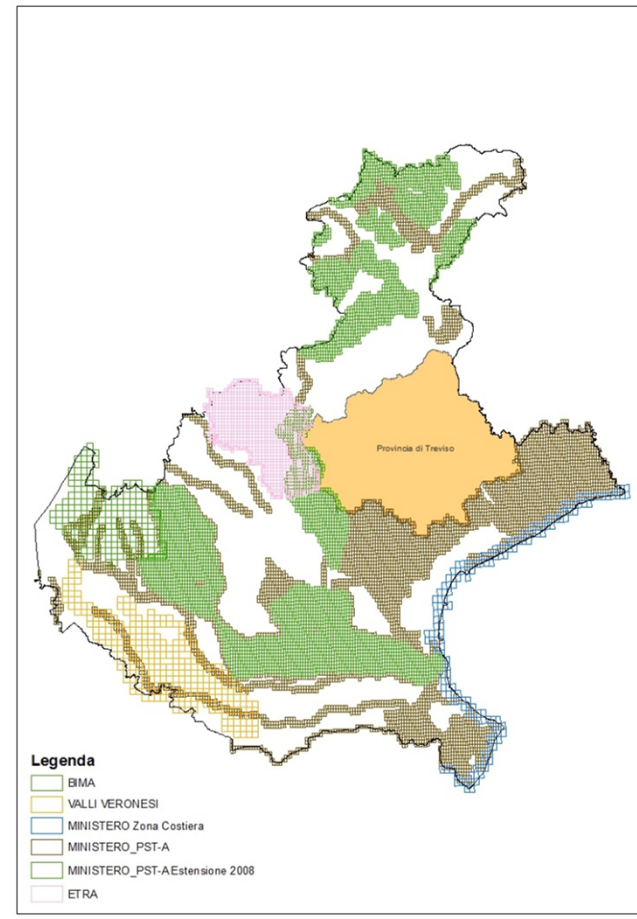 Provincia di Treviso
Legenda
BIMA
VALLI VERONESI
MINISTERO Zona Costiera
MINISTERO_PST-A
MINISTERO_PST-A Estensione 2008
ETRA